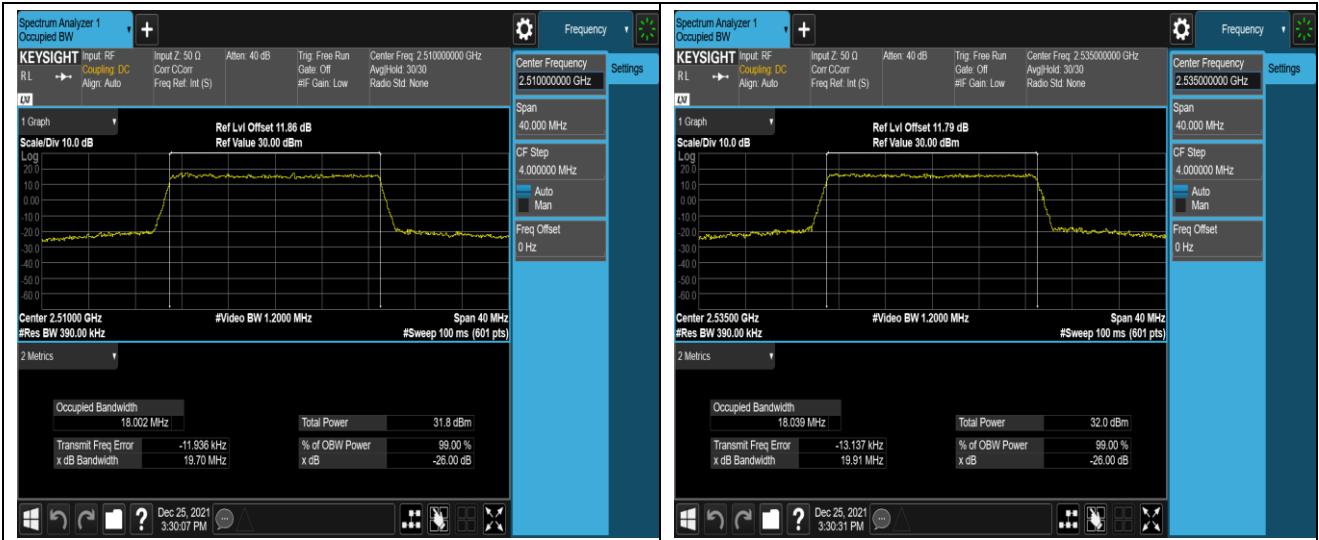 Spectrum Analyzer 1
Occupied BW
+
Frequency
KEYSIGHT Input: RF
Coupling: DC
Align: Auto
RL
Input Z: 50 Ω
Corr CCorr
Freq Ref: Int (S)
Atten: 40 dB
Trig: Free Run
Gate: Off
#IF Gain: Low
Center Freq: 2.510000000 GHz
Avg|Hold: 30/30
Radio Std: None
LXI
Center Frequency
2.510000000 GHz
Settings
Span
40.000 MHz
CF Step
4.000000 MHz
Auto
Man
Freq Offset
0 Hz
1 Graph
Scale/Div 10.0 dB
Ref Lvl Offset 11.86 dB
Ref Value 30.00 dBm
Log
20.0
10.0
0.00
-10.0
-20.0
-30.0
-40.0
-50.0
-60.0
Center 2.51000 GHz
#Video BW 1.2000 MHz
Span 40 MHz
#Res BW 390.00 kHz
#Sweep 100 ms (601 pts)
2 Metrics
Occupied Bandwidth
18.002 MHz
Total Power 31.8 dBm
Transmit Freq Error -11.936 kHz
% of OBW Power 99.00 %
x dB Bandwidth 19.70 MHz
x dB -26.00 dB
?
Dec 25, 2021
3:30:07 PM
Spectrum Analyzer 1
Occupied BW
+
Frequency
KEYSIGHT Input: RF
Coupling: DC
Align: Auto
RL
Input Z: 50 Ω
Corr CCorr
Freq Ref: Int (S)
Atten: 40 dB
Trig: Free Run
Gate: Off
#IF Gain: Low
Center Freq: 2.535000000 GHz
Avg|Hold: 30/30
Radio Std: None
LXI
Center Frequency
2.535000000 GHz
Settings
Span
40.000 MHz
CF Step
4.000000 MHz
Auto
Man
Freq Offset
0 Hz
1 Graph
Scale/Div 10.0 dB
Ref Lvl Offset 11.79 dB
Ref Value 30.00 dBm
Log
20.0
10.0
0.00
-10.0
-20.0
-30.0
-40.0
-50.0
-60.0
Center 2.53500 GHz
#Video BW 1.2000 MHz
Span 40 MHz
#Res BW 390.00 kHz
#Sweep 100 ms (601 pts)
2 Metrics
Occupied Bandwidth
18.039 MHz
Total Power 32.0 dBm
Transmit Freq Error -13.137 kHz
% of OBW Power 99.00 %
x dB Bandwidth 19.91 MHz
x dB -26.00 dB
?
Dec 25, 2021
3:30:31 PM